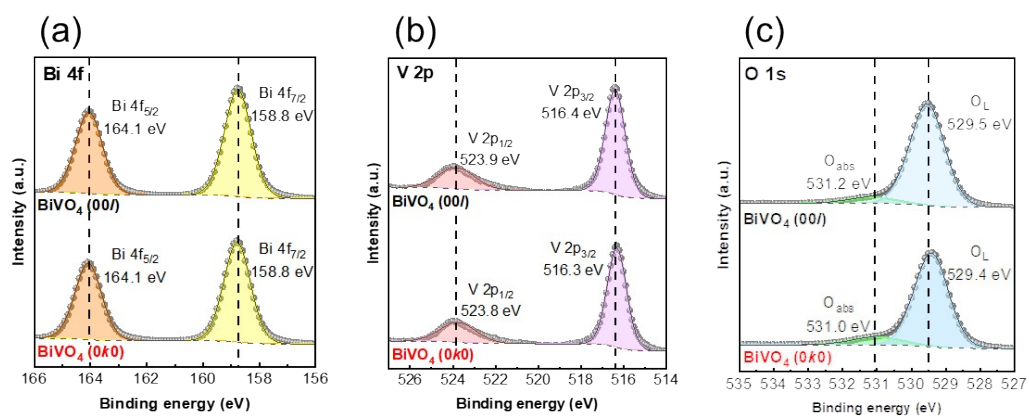 (a)
Bi 4f
Bi 4f5/2
164.1 eV
Bi 4f7/2
158.8 eV
BiVO4 (00l)
Bi 4f5/2
164.1 eV
Bi 4f7/2
158.8 eV
BiVO4 (0k0)
Intensity (a.u.)
166 164 162 160 158 156
Binding energy (eV)
(b)
V 2p
V 2p1/2
523.9 eV
V 2p3/2
516.4 eV
BiVO4 (00l)
V 2p1/2
523.8 eV
V 2p3/2
516.3 eV
BiVO4 (0k0)
Intensity (a.u.)
526 524 522 520 518 516 514
Binding energy (eV)
(c)
O 1s
Oabs
531.2 eV
OL
529.5 eV
BiVO4 (00l)
Oabs
531.0 eV
OL
529.4 eV
BiVO4 (0k0)
Intensity (a.u.)
535 534 533 532 531 530 529 528 527
Binding energy (eV)